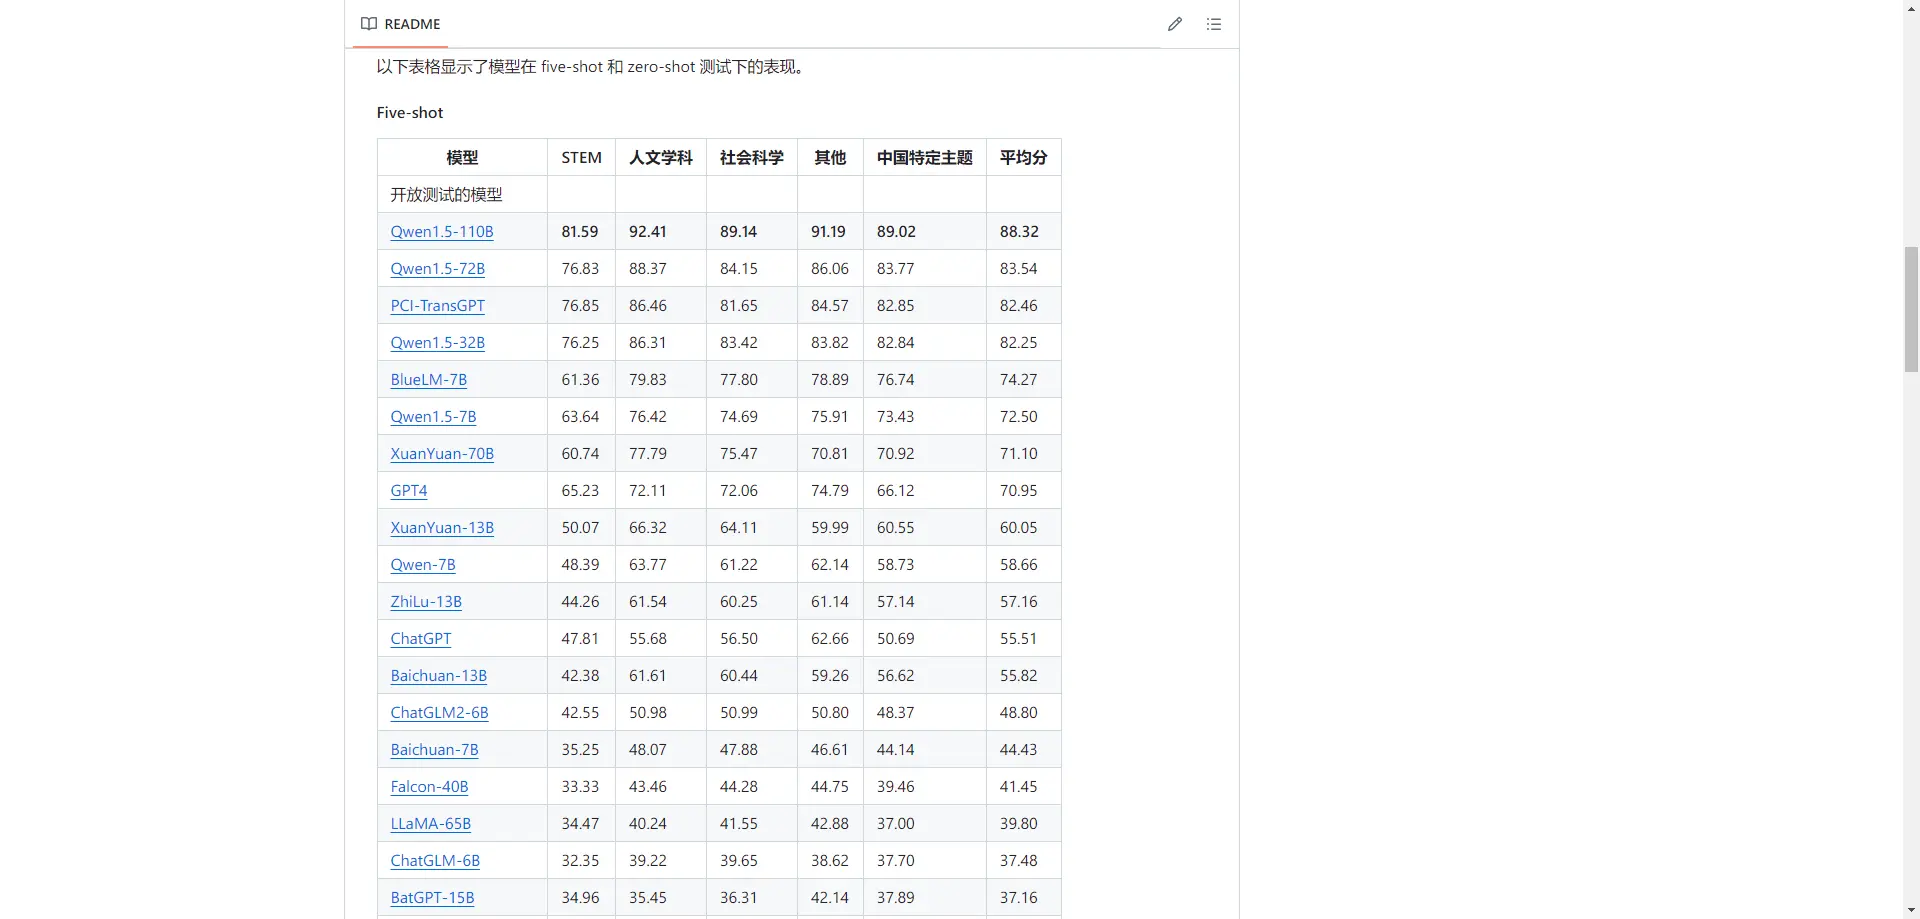 README
以下表格显示了模型在 five-shot 和 zero-shot 测试下的表现。
Five-shot
模型 STEM 人文学科 社会科学 其他 中国特定主题 平均分
开放测试的模型
Qwen1.5-110B 81.59 92.41 89.14 91.19 89.02 88.32
Qwen1.5-72B 76.83 88.37 84.15 86.06 83.77 83.54
PCI-TransGPT 76.85 86.46 81.65 84.57 82.85 82.46
Qwen1.5-32B 76.25 86.31 83.42 83.82 82.84 82.25
BlueLM-7B 61.36 79.83 77.80 78.89 76.74 74.27
Qwen1.5-7B 63.64 76.42 74.69 75.91 73.43 72.50
XuanYuan-70B 60.74 77.79 75.47 70.81 70.92 71.10
GPT4 65.23 72.11 72.06 74.79 66.12 70.95
XuanYuan-13B 50.07 66.32 64.11 59.99 60.55 60.05
Qwen-7B 48.39 63.77 61.22 62.14 58.73 58.66
ZhiLu-13B 44.26 61.54 60.25 61.14 57.14 57.16
ChatGPT 47.81 55.68 56.50 62.66 50.69 55.51
Baichuan-13B 42.38 61.61 60.44 59.26 56.62 55.82
ChatGLM2-6B 42.55 50.98 50.99 50.80 48.37 48.80
Baichuan-7B 35.25 48.07 47.88 46.61 44.14 44.43
Falcon-40B 33.33 43.46 44.28 44.75 39.46 41.45
LLaMA-65B 34.47 40.24 41.55 42.88 37.00 39.80
ChatGLM-6B 32.35 39.22 39.65 38.62 37.70 37.48
BatGPT-15B 34.96 35.45 36.31 42.14 37.89 37.16